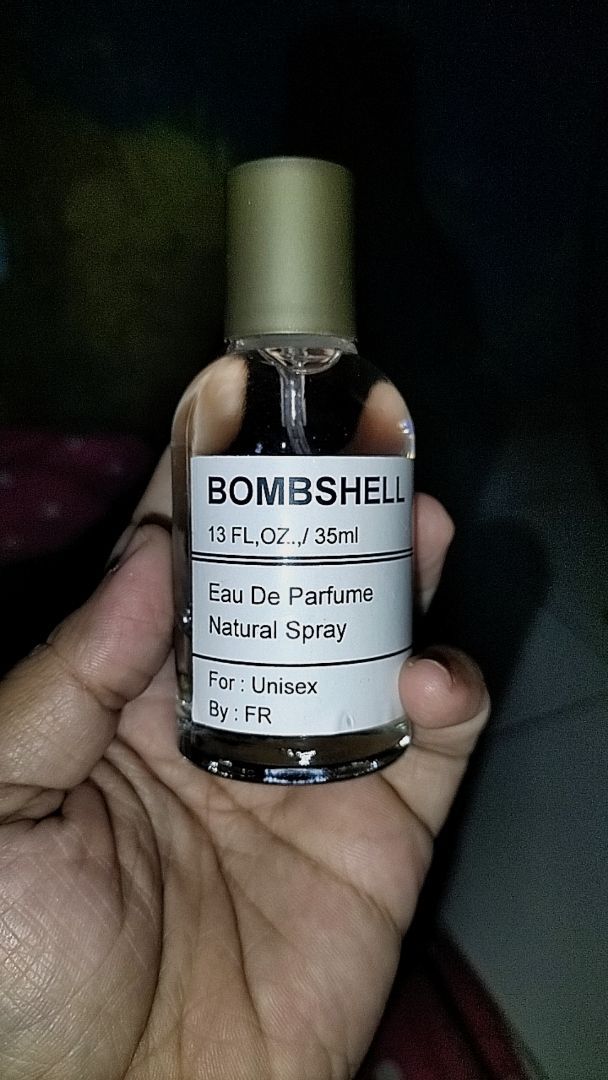 BOMBSHELL
13 FL,OZ.,/ 35ml
Eau De Parfume
Natural Spray
For : Unisex
By : FR